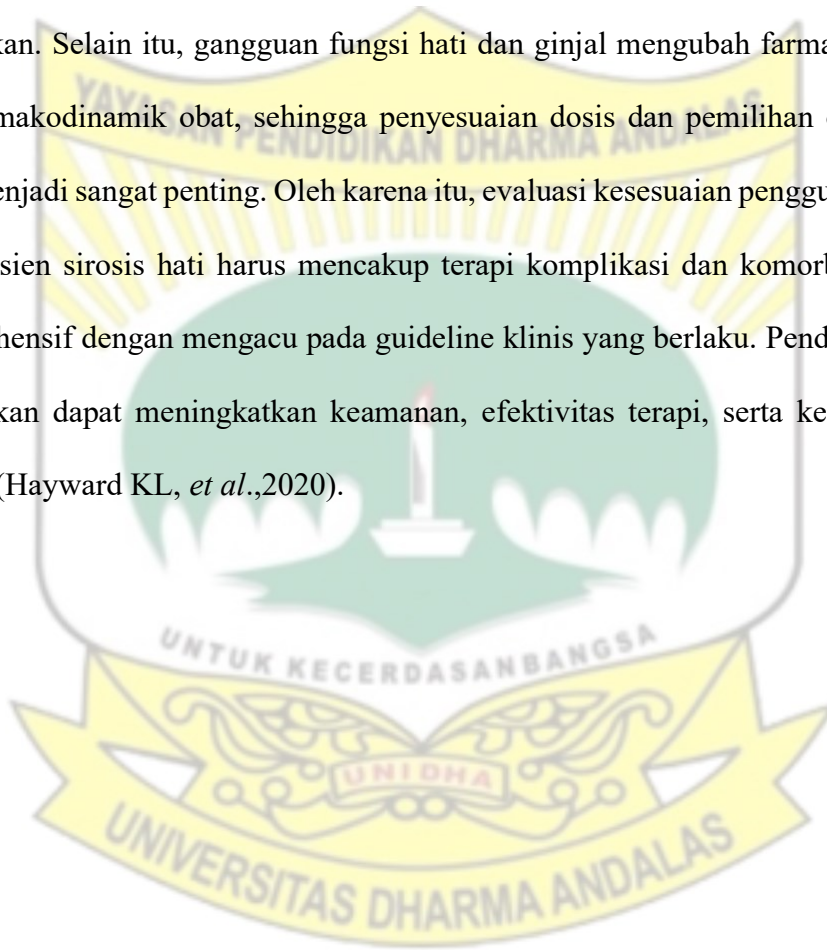 kan. Selain itu, gangguan fungsi hati dan ginjal mengubah farma
YAYASAN PENDIDIKAN DHARMA ANDALAS
makodinamik obat, sehingga penyesuaian dosis dan pemilihan
enjadi sangat penting. Oleh karena itu, evaluasi kesesuaian penggu
sien sirosis hati harus mencakup terapi komplikasi dan komorb
hensif dengan mengacu pada guideline klinis yang berlaku. Pend
kan dapat meningkatkan keamanan, efektivitas terapi, serta ke
(Hayward KL, et al.,2020).
UNTUK KECERDASAN BANGSA
UNIDHA
UNIVERSITAS DHARMA ANDALAS